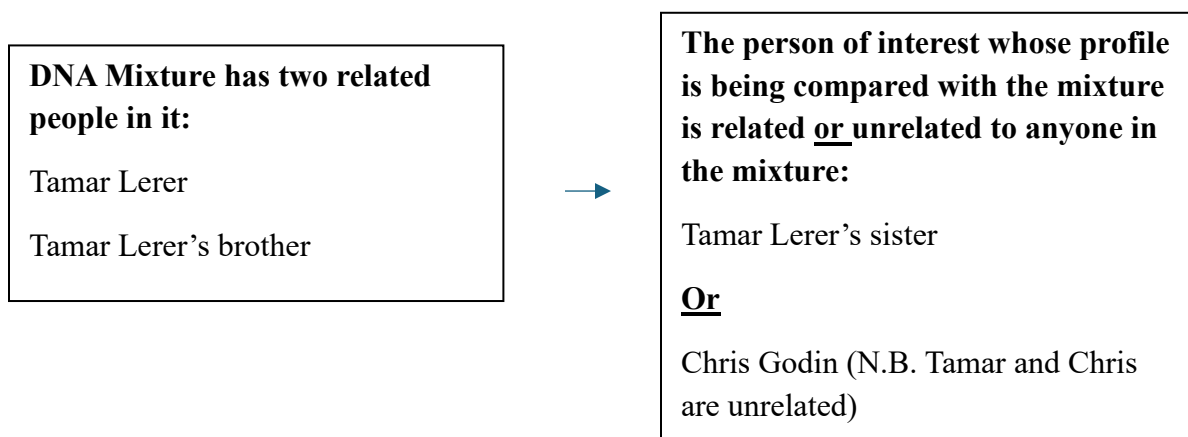 DNA Mixture has two related
people in it:
Tamar Lerer
Tamar Lerer’s brother
The person of interest whose profile
is being compared with the mixture
is related or unrelated to anyone in
the mixture:
Tamar Lerer’s sister
Or
Chris Godin (N.B. Tamar and Chris
are unrelated)